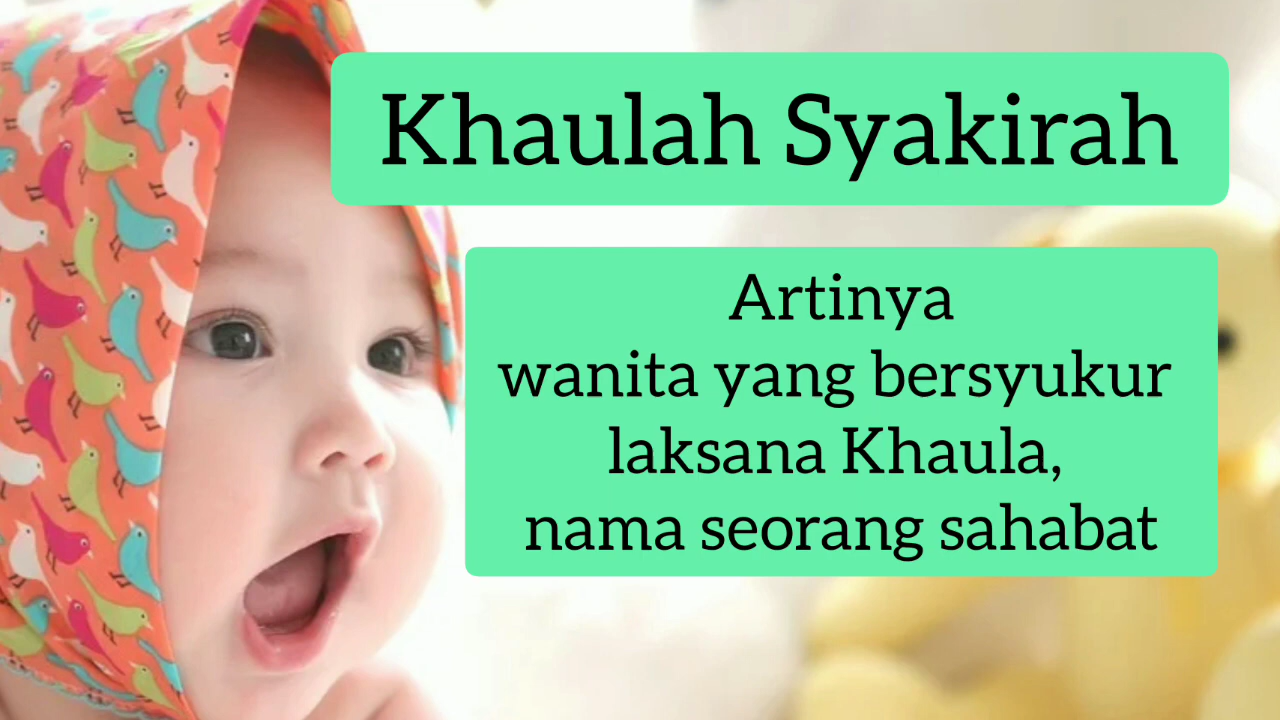 Khaulah Syakirah
Artinya
wanita yang bersyukur
laksana Khaula,
nama seorang sahabat